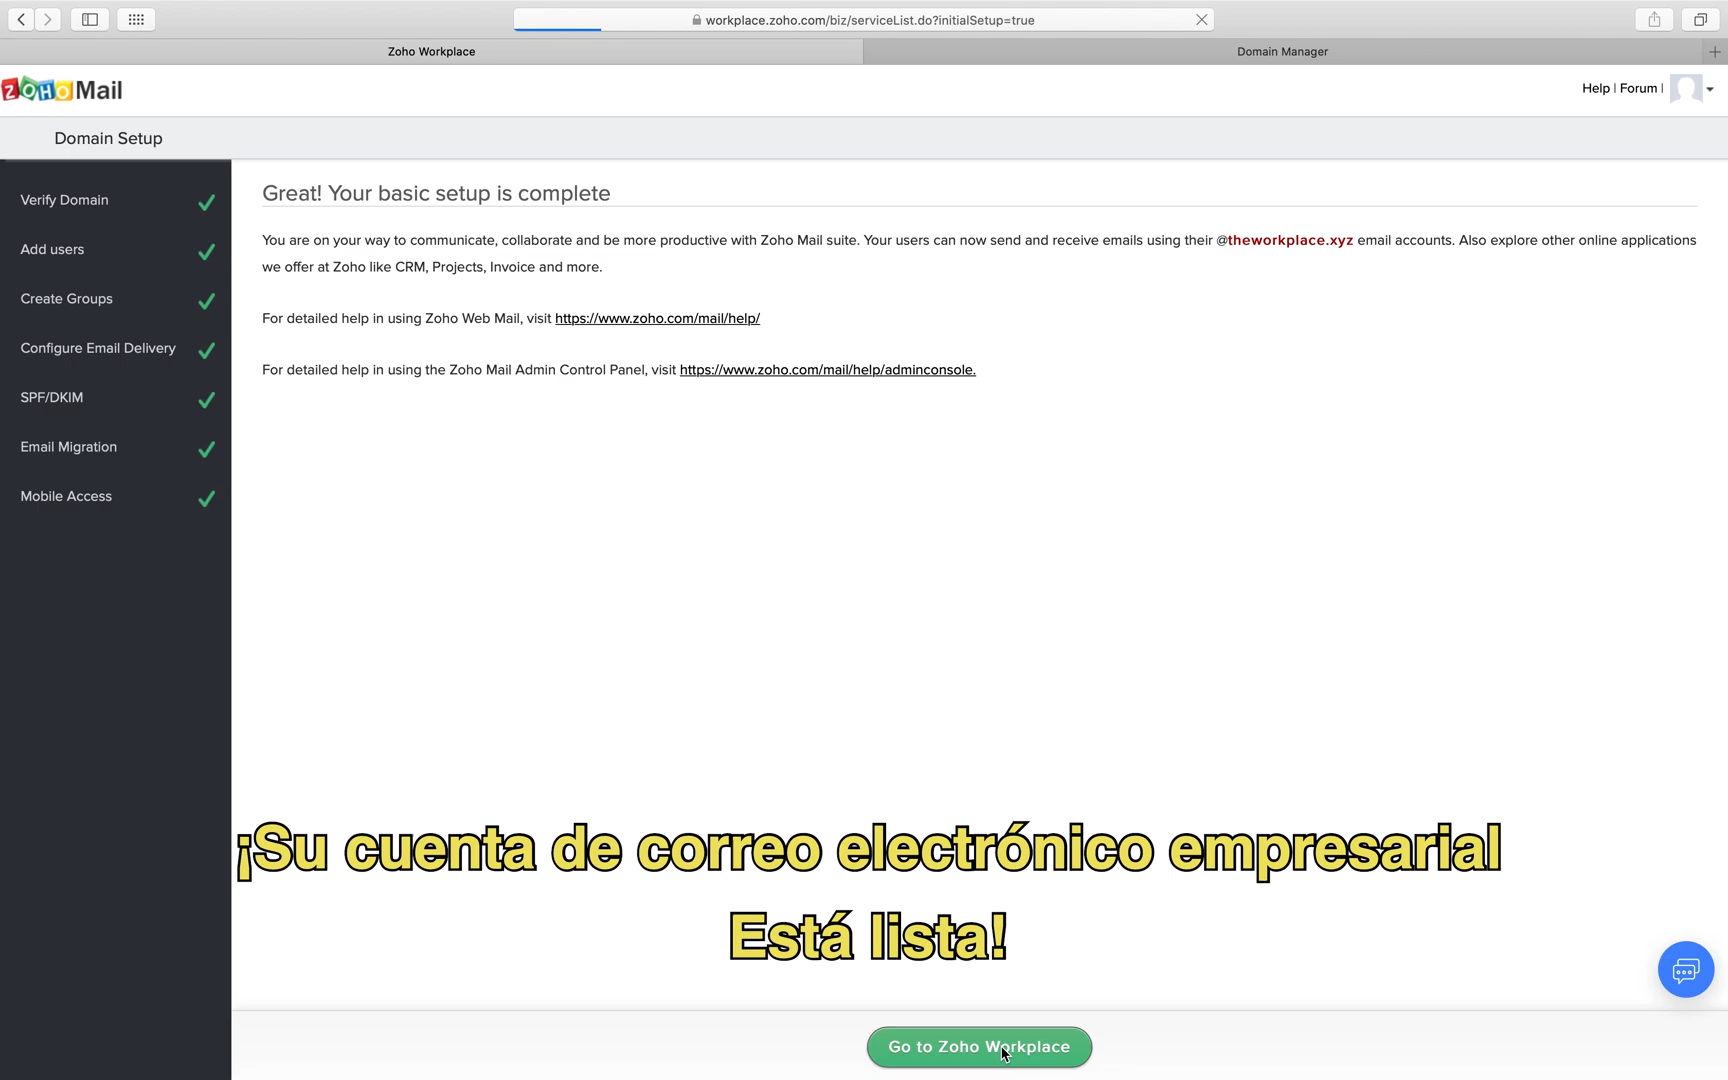 workplace.zoho.com/biz/serviceList.do?initialSetup=true
Zoho Workplace
Domain Manager
ZOHO Mail
Help | Forum |
Domain Setup
Verify Domain
Add users
Create Groups
Configure Email Delivery
SPF/DKIM
Email Migration
Mobile Access
Great! Your basic setup is complete
You are on your way to communicate, collaborate and be more productive with Zoho Mail suite. Your users can now send and receive emails using their @theworkplace.xyz email accounts. Also explore other online applications
we offer at Zoho like CRM, Projects, Invoice and more.
For detailed help in using Zoho Web Mail, visit https://www.zoho.com/mail/help/
For detailed help in using the Zoho Mail Admin Control Panel, visit https://www.zoho.com/mail/help/adminconsole.
¡Su cuenta de correo electrónico empresarial
Está lista!
Go to Zoho Workplace